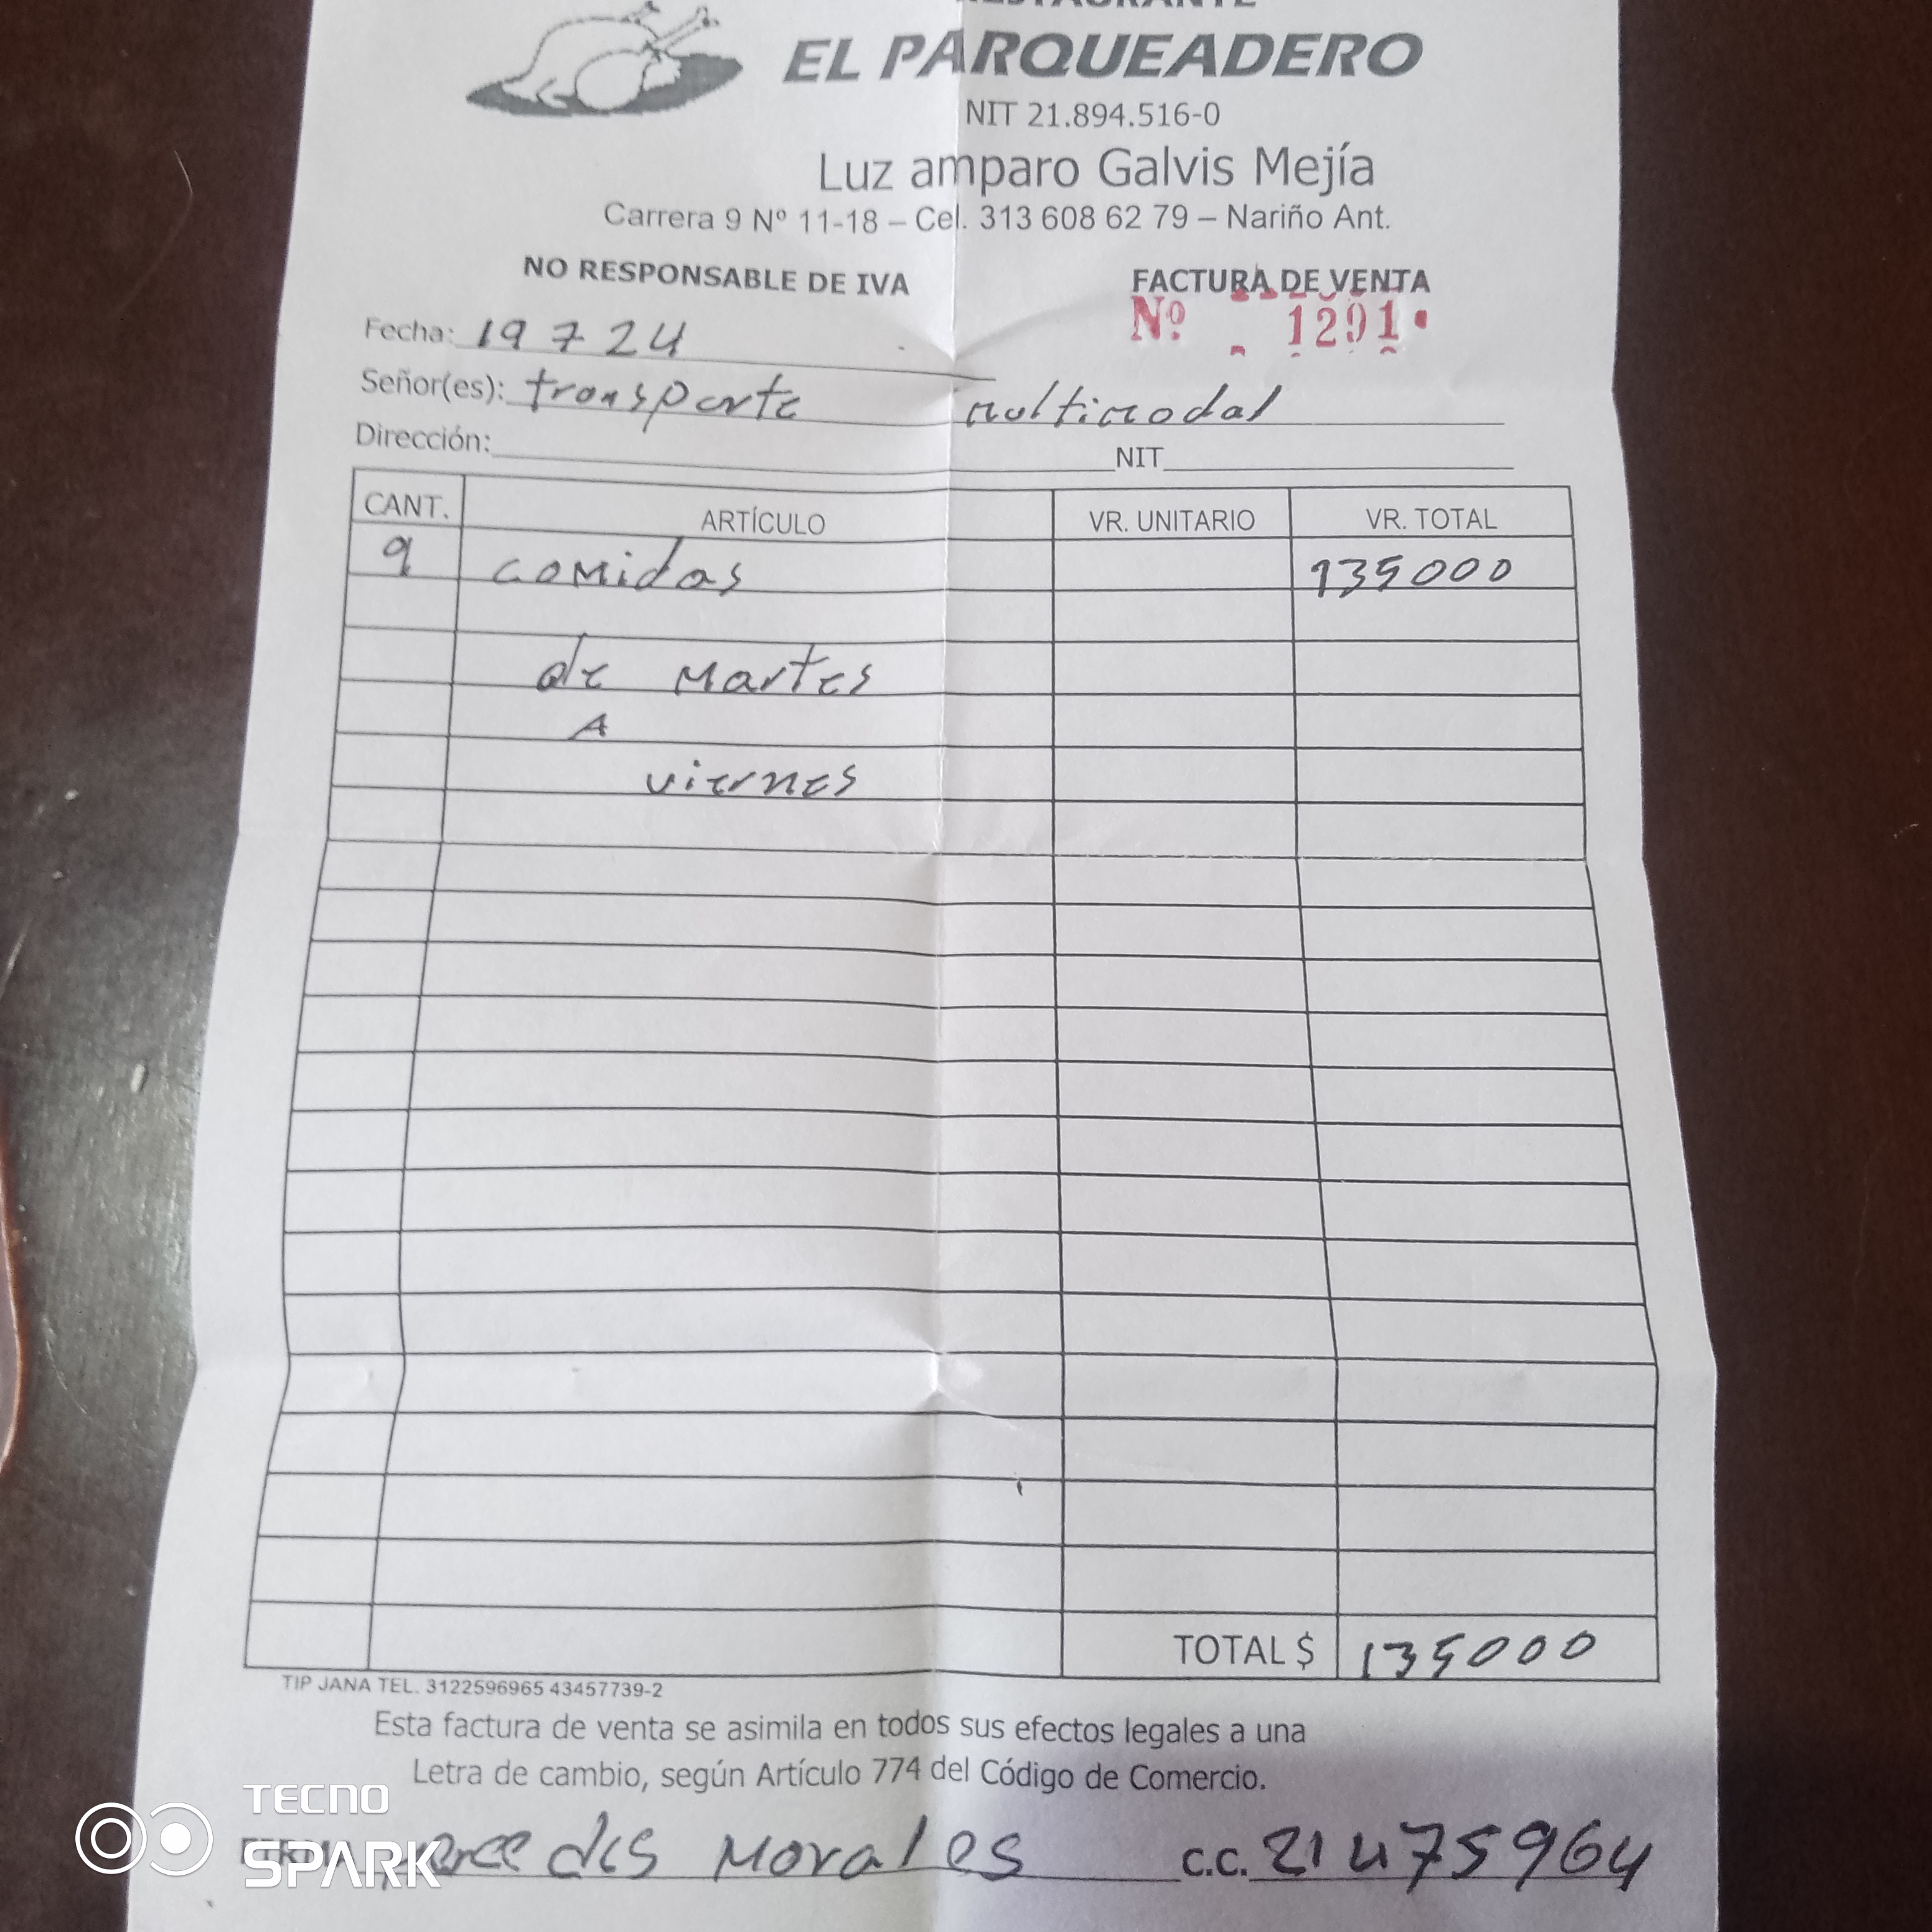 EL PARQUEADERO
NIT 21.894.516-0
Luz amparo Galvis Mejía
Carrera 9 Nº 11-18 – Cel. 313 608 62 79 – Nariño Ant.
NO RESPONSABLE DE IVA FACTURA DE VENTA
Fecha: 19 7 24 Nº 1291
Señor(es): transporte multimodal
Dirección: NIT
CANT. ARTÍCULO VR. UNITARIO VR. TOTAL
9 comidas 135000
de Martes
A
viernes
TOTAL $ 135000
TIP JANA TEL. 3122596965 43457739-2
Esta factura de venta se asimila en todos sus efectos legales a una
Letra de cambio, según Artículo 774 del Código de Comercio.
Morales C.C. 21475964
TECNO
SPARK